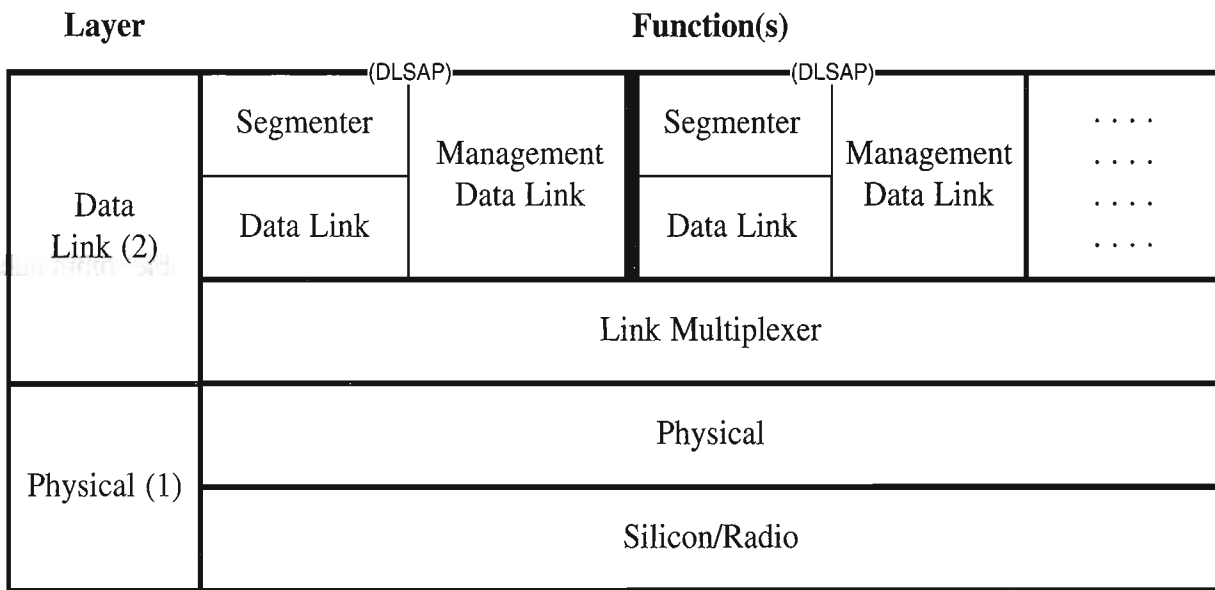 Layer Function(s)
(DLSAP) (DLSAP)
Segmenter Segmenter . . . .
Management Management . . . .
Data Data Link Data Link . . . .
Link (2) Data Link Data Link . . . .
Link Multiplexer
Physical
Physical (1)
Silicon/Radio